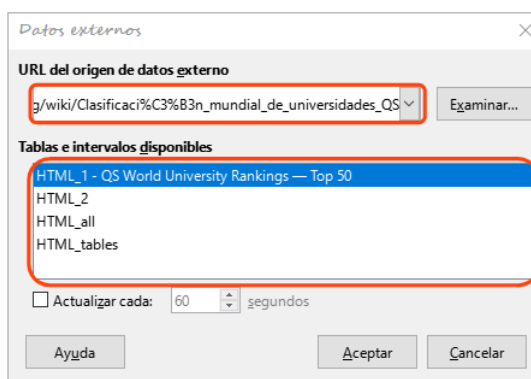 Datos externos
URL del origen de datos externo
g/wiki/Clasificaci%C3%B3n_mundial_de_universidades_QS
Examinar...
Tablas e intervalos disponibles
HTML_1 - QS World University Rankings — Top 50
HTML_2
HTML_all
HTML_tables
Actualizar cada: 60 segundos
Ayuda Aceptar Cancelar